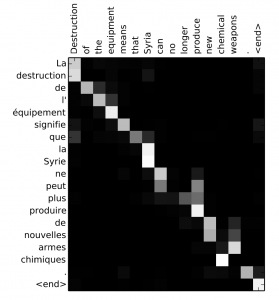 Destruction
of
the
equipment
means
that
Syria
can
no
longer
produce
new
chemical
weapons
.
<end>
La
destruction
de
l'
équipement
signifie
que
la
Syrie
ne
peut
plus
produire
de
nouvelles
armes
chimiques
.
<end>